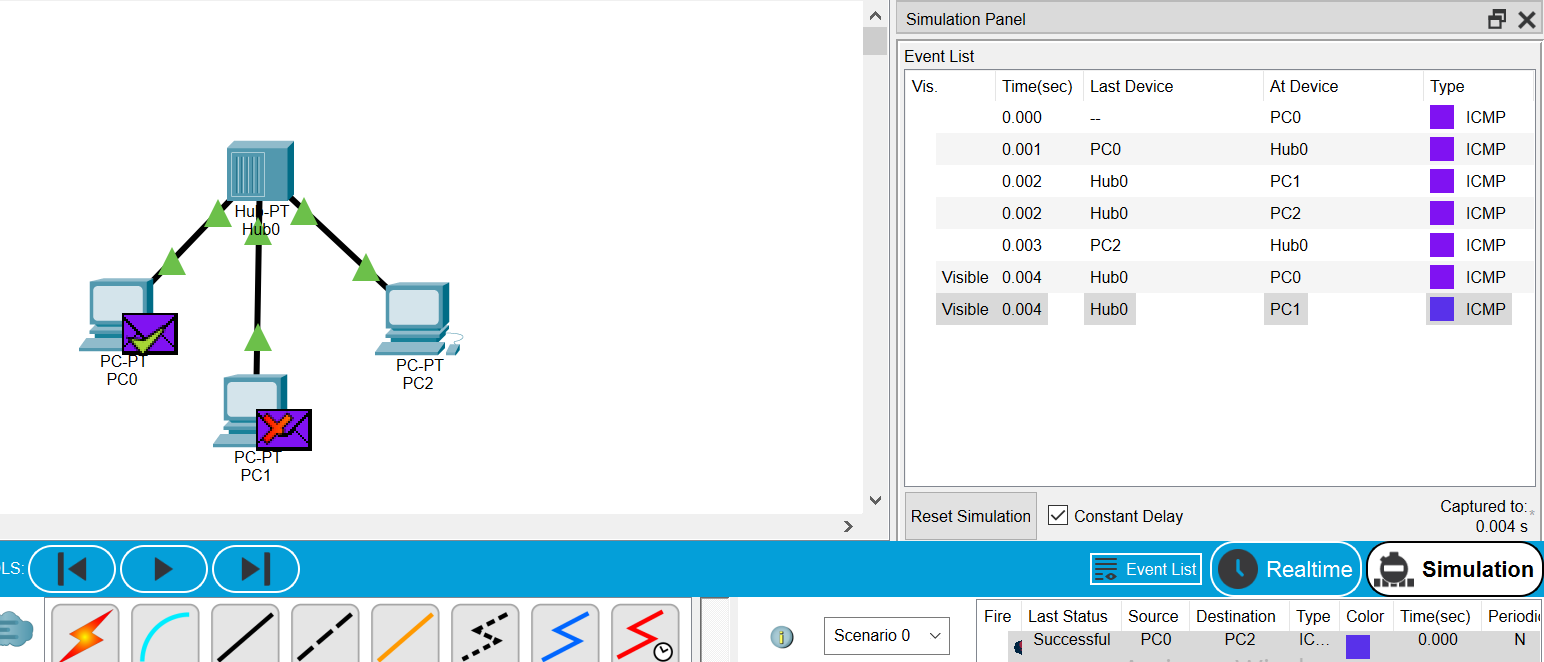 Simulation Panel
Event List
Vis. Time(sec) Last Device At Device Type
0.000 -- PC0 ICMP
0.001 PC0 Hub0 ICMP
0.002 Hub0 PC1 ICMP
0.002 Hub0 PC2 ICMP
0.003 PC2 Hub0 ICMP
Visible 0.004 Hub0 PC0 ICMP
Visible 0.004 Hub0 PC1 ICMP
Hub-PT
Hub0
PC-PT
PC0
PC-PT
PC1
PC-PT
PC2
Reset Simulation Constant Delay Captured to:
0.004 s
LS: Event List Realtime Simulation
Scenario 0
Fire Last Status Source Destination Type Color Time(sec) Periodi
Successful PC0 PC2 IC... 0.000 N